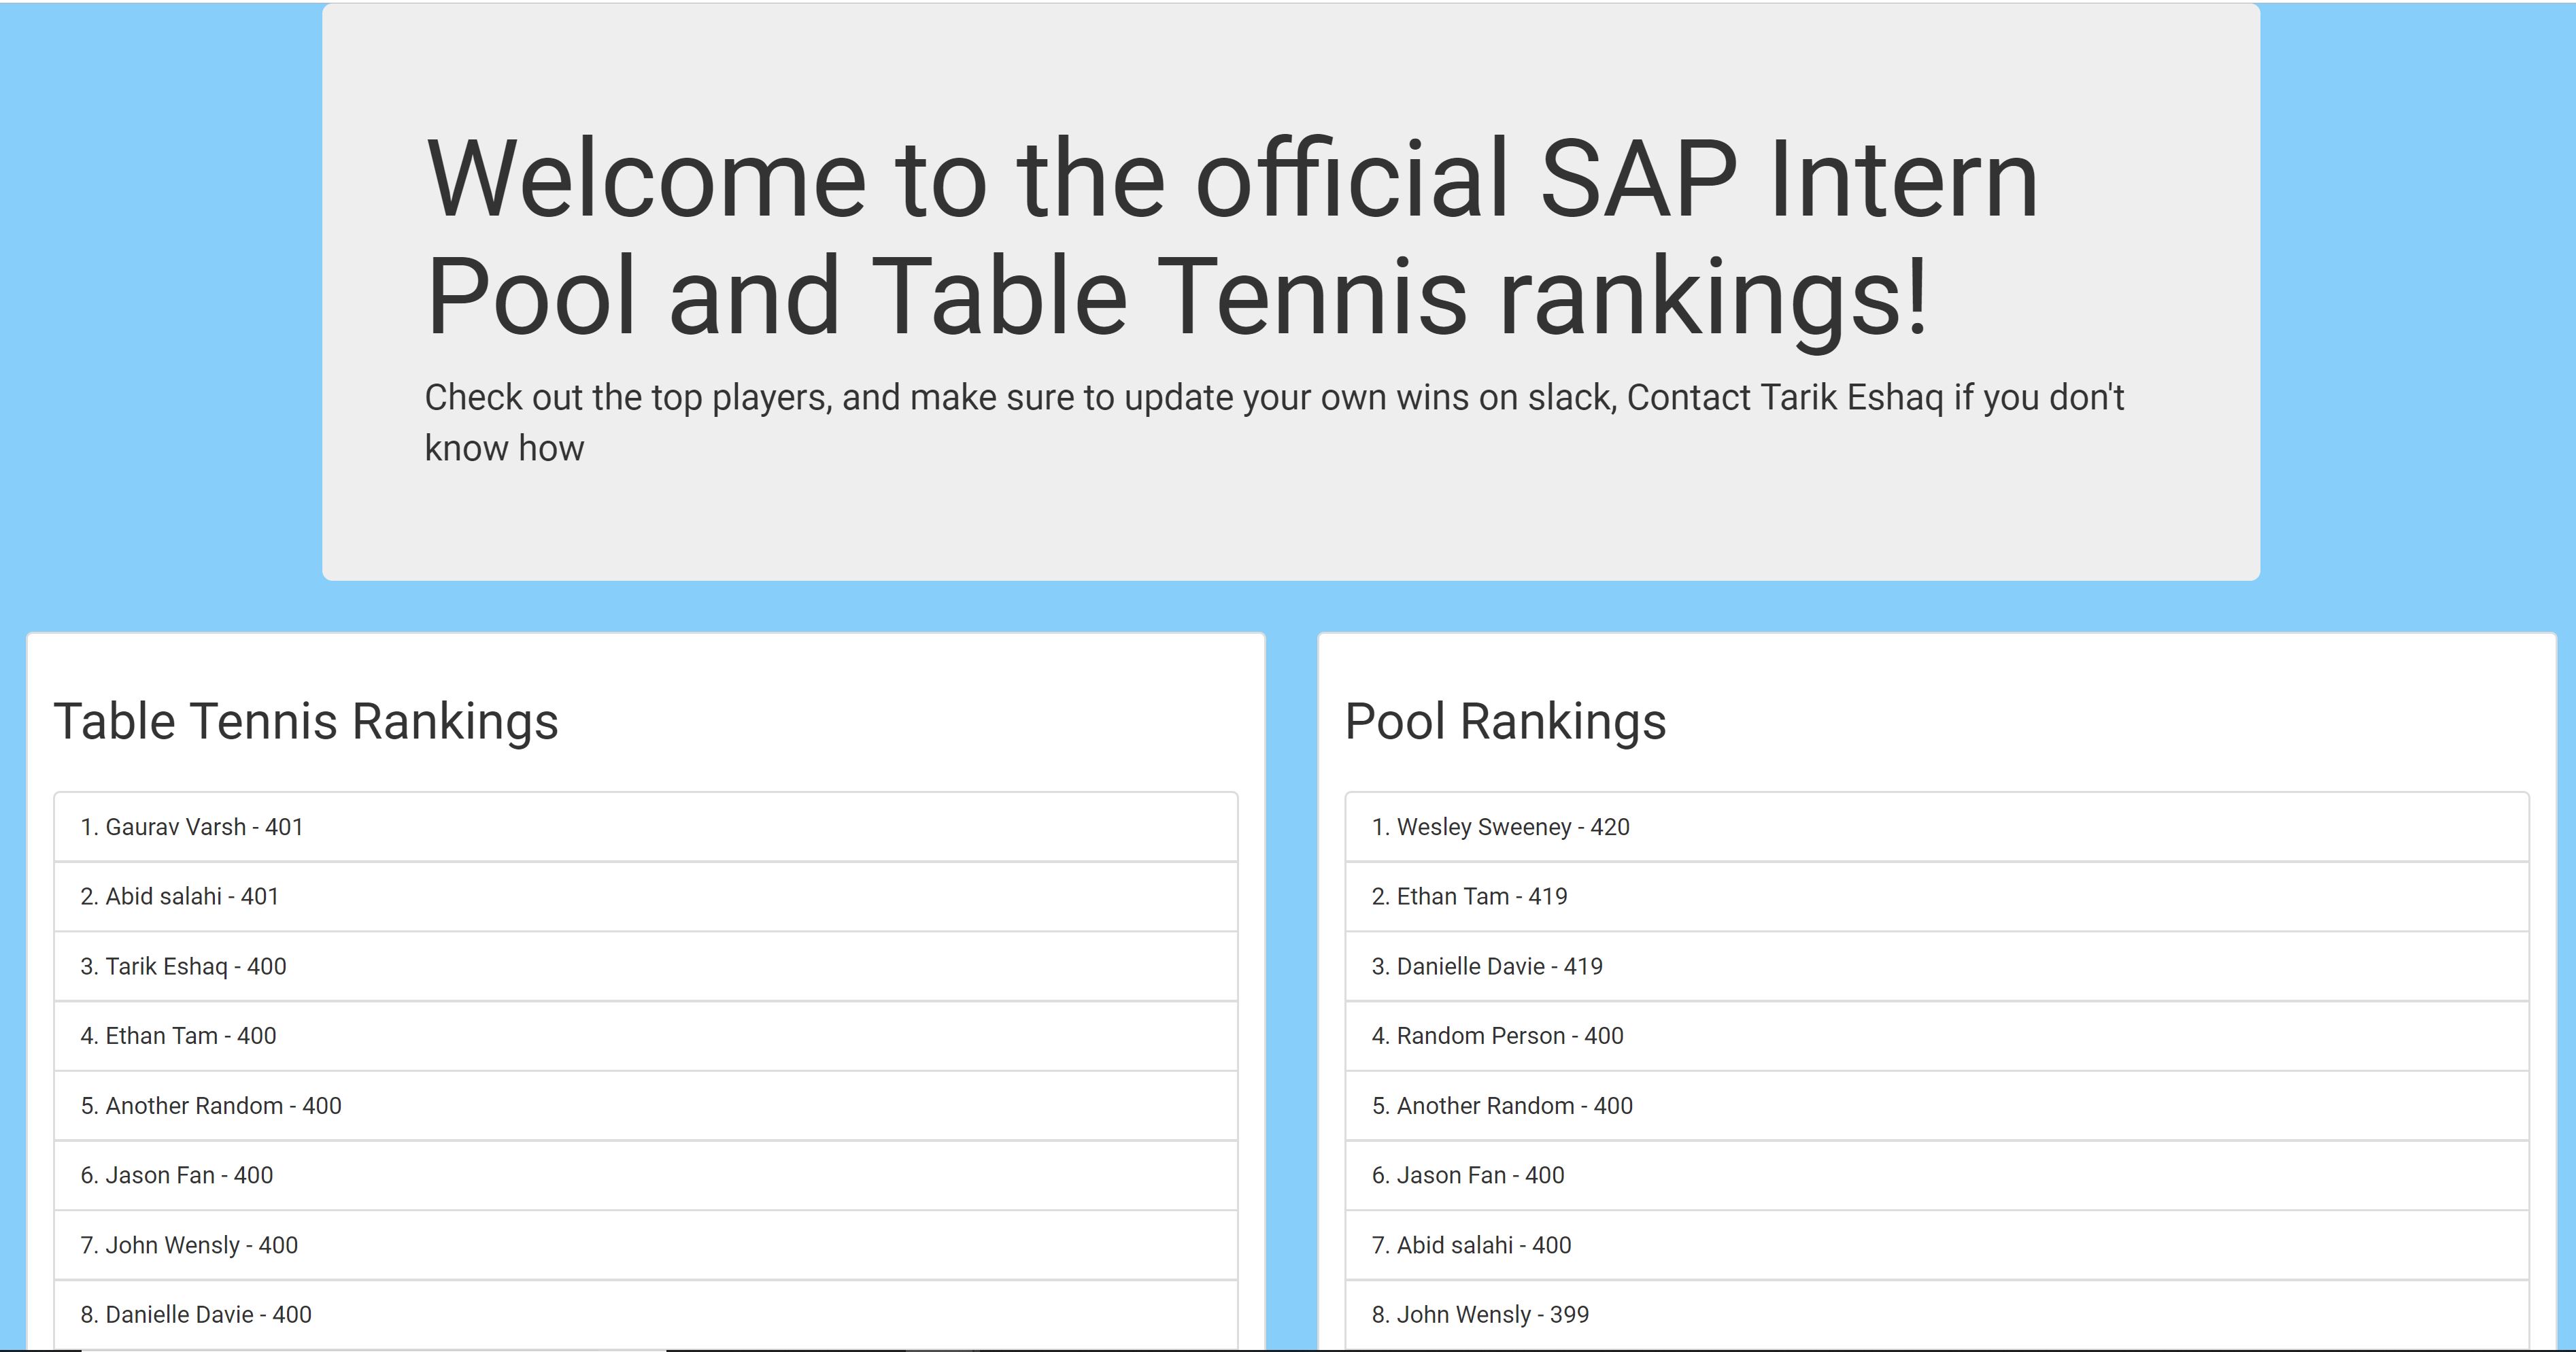 Welcome to the official SAP Intern
Pool and Table Tennis rankings!
Check out the top players, and make sure to update your own wins on slack, Contact Tarik Eshaq if you don't
know how
Table Tennis Rankings
1. Gaurav Varsh - 401
2. Abid salahi - 401
3. Tarik Eshaq - 400
4. Ethan Tam - 400
5. Another Random - 400
6. Jason Fan - 400
7. John Wensly - 400
8. Danielle Davie - 400
Pool Rankings
1. Wesley Sweeney - 420
2. Ethan Tam - 419
3. Danielle Davie - 419
4. Random Person - 400
5. Another Random - 400
6. Jason Fan - 400
7. Abid salahi - 400
8. John Wensly - 399